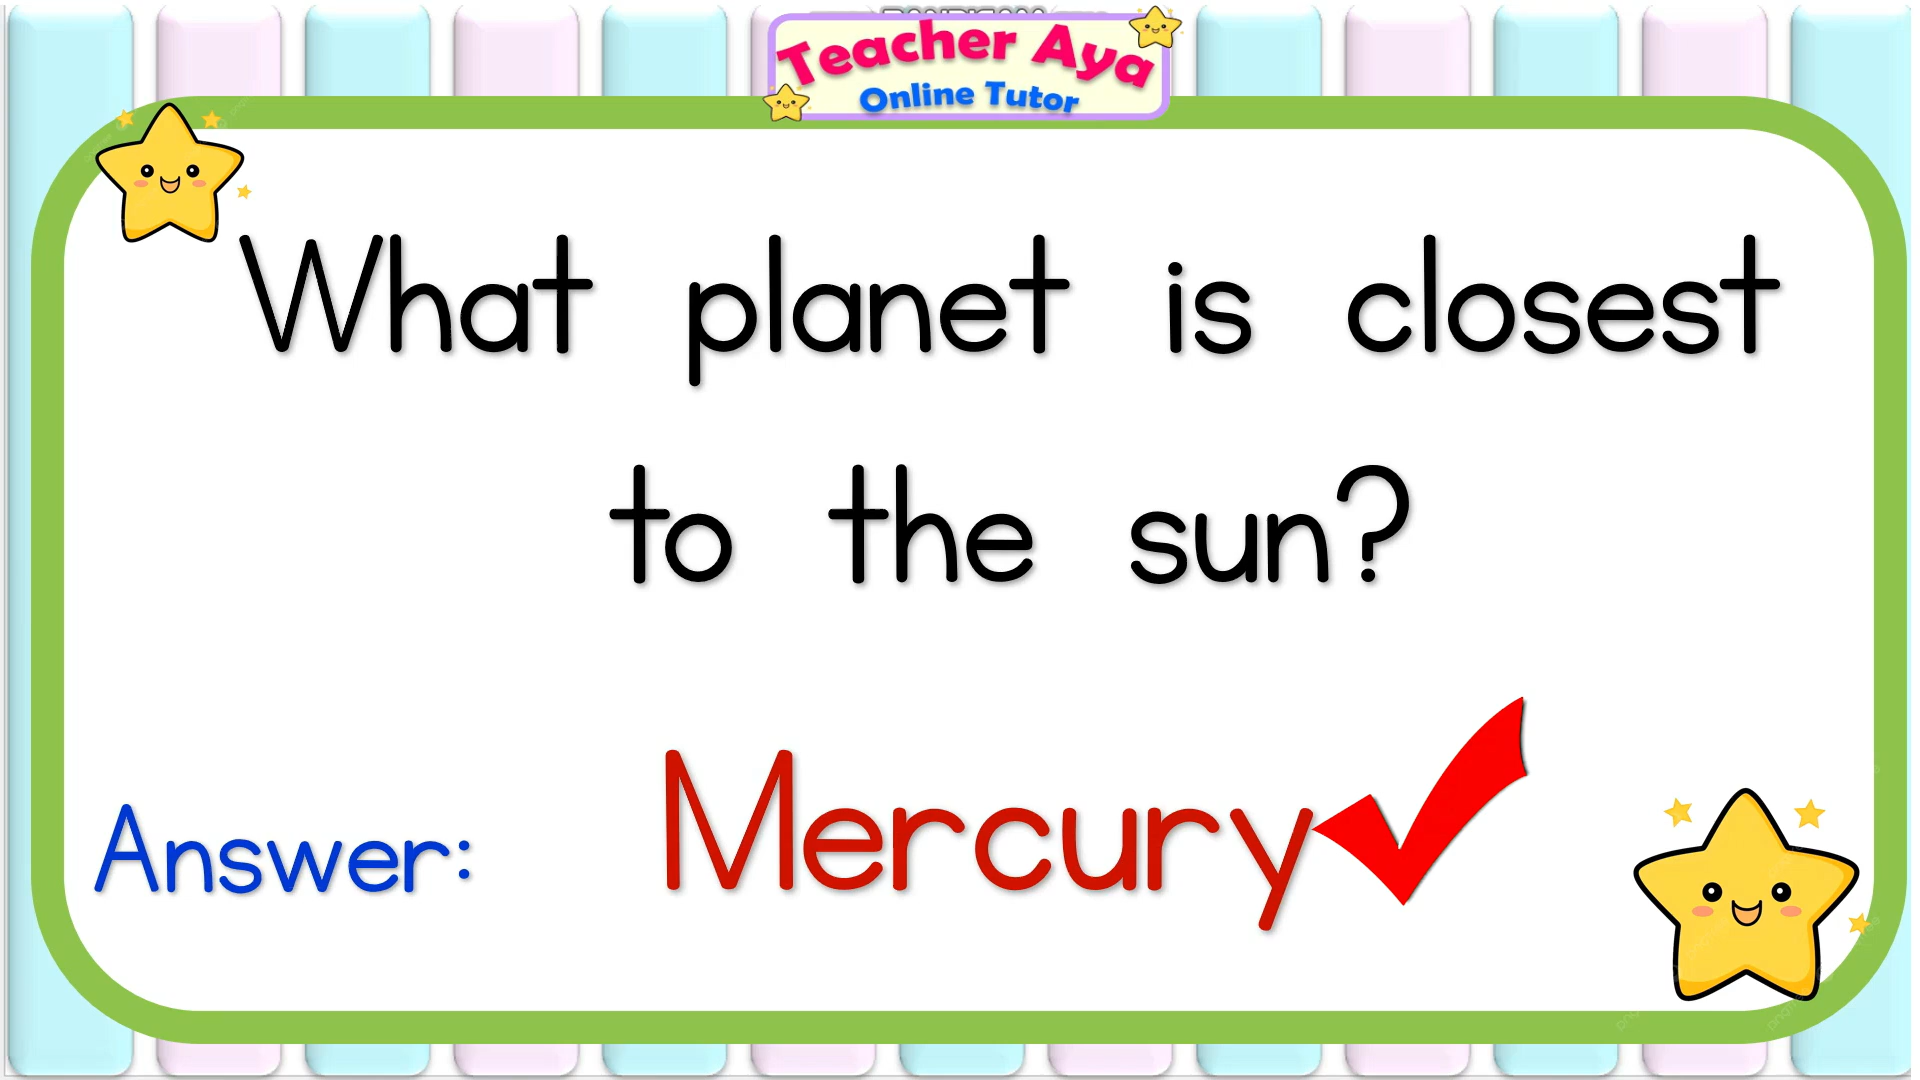 Teacher Aya
Online Tutor
What planet is closest
to the sun?
Answer: Mercury